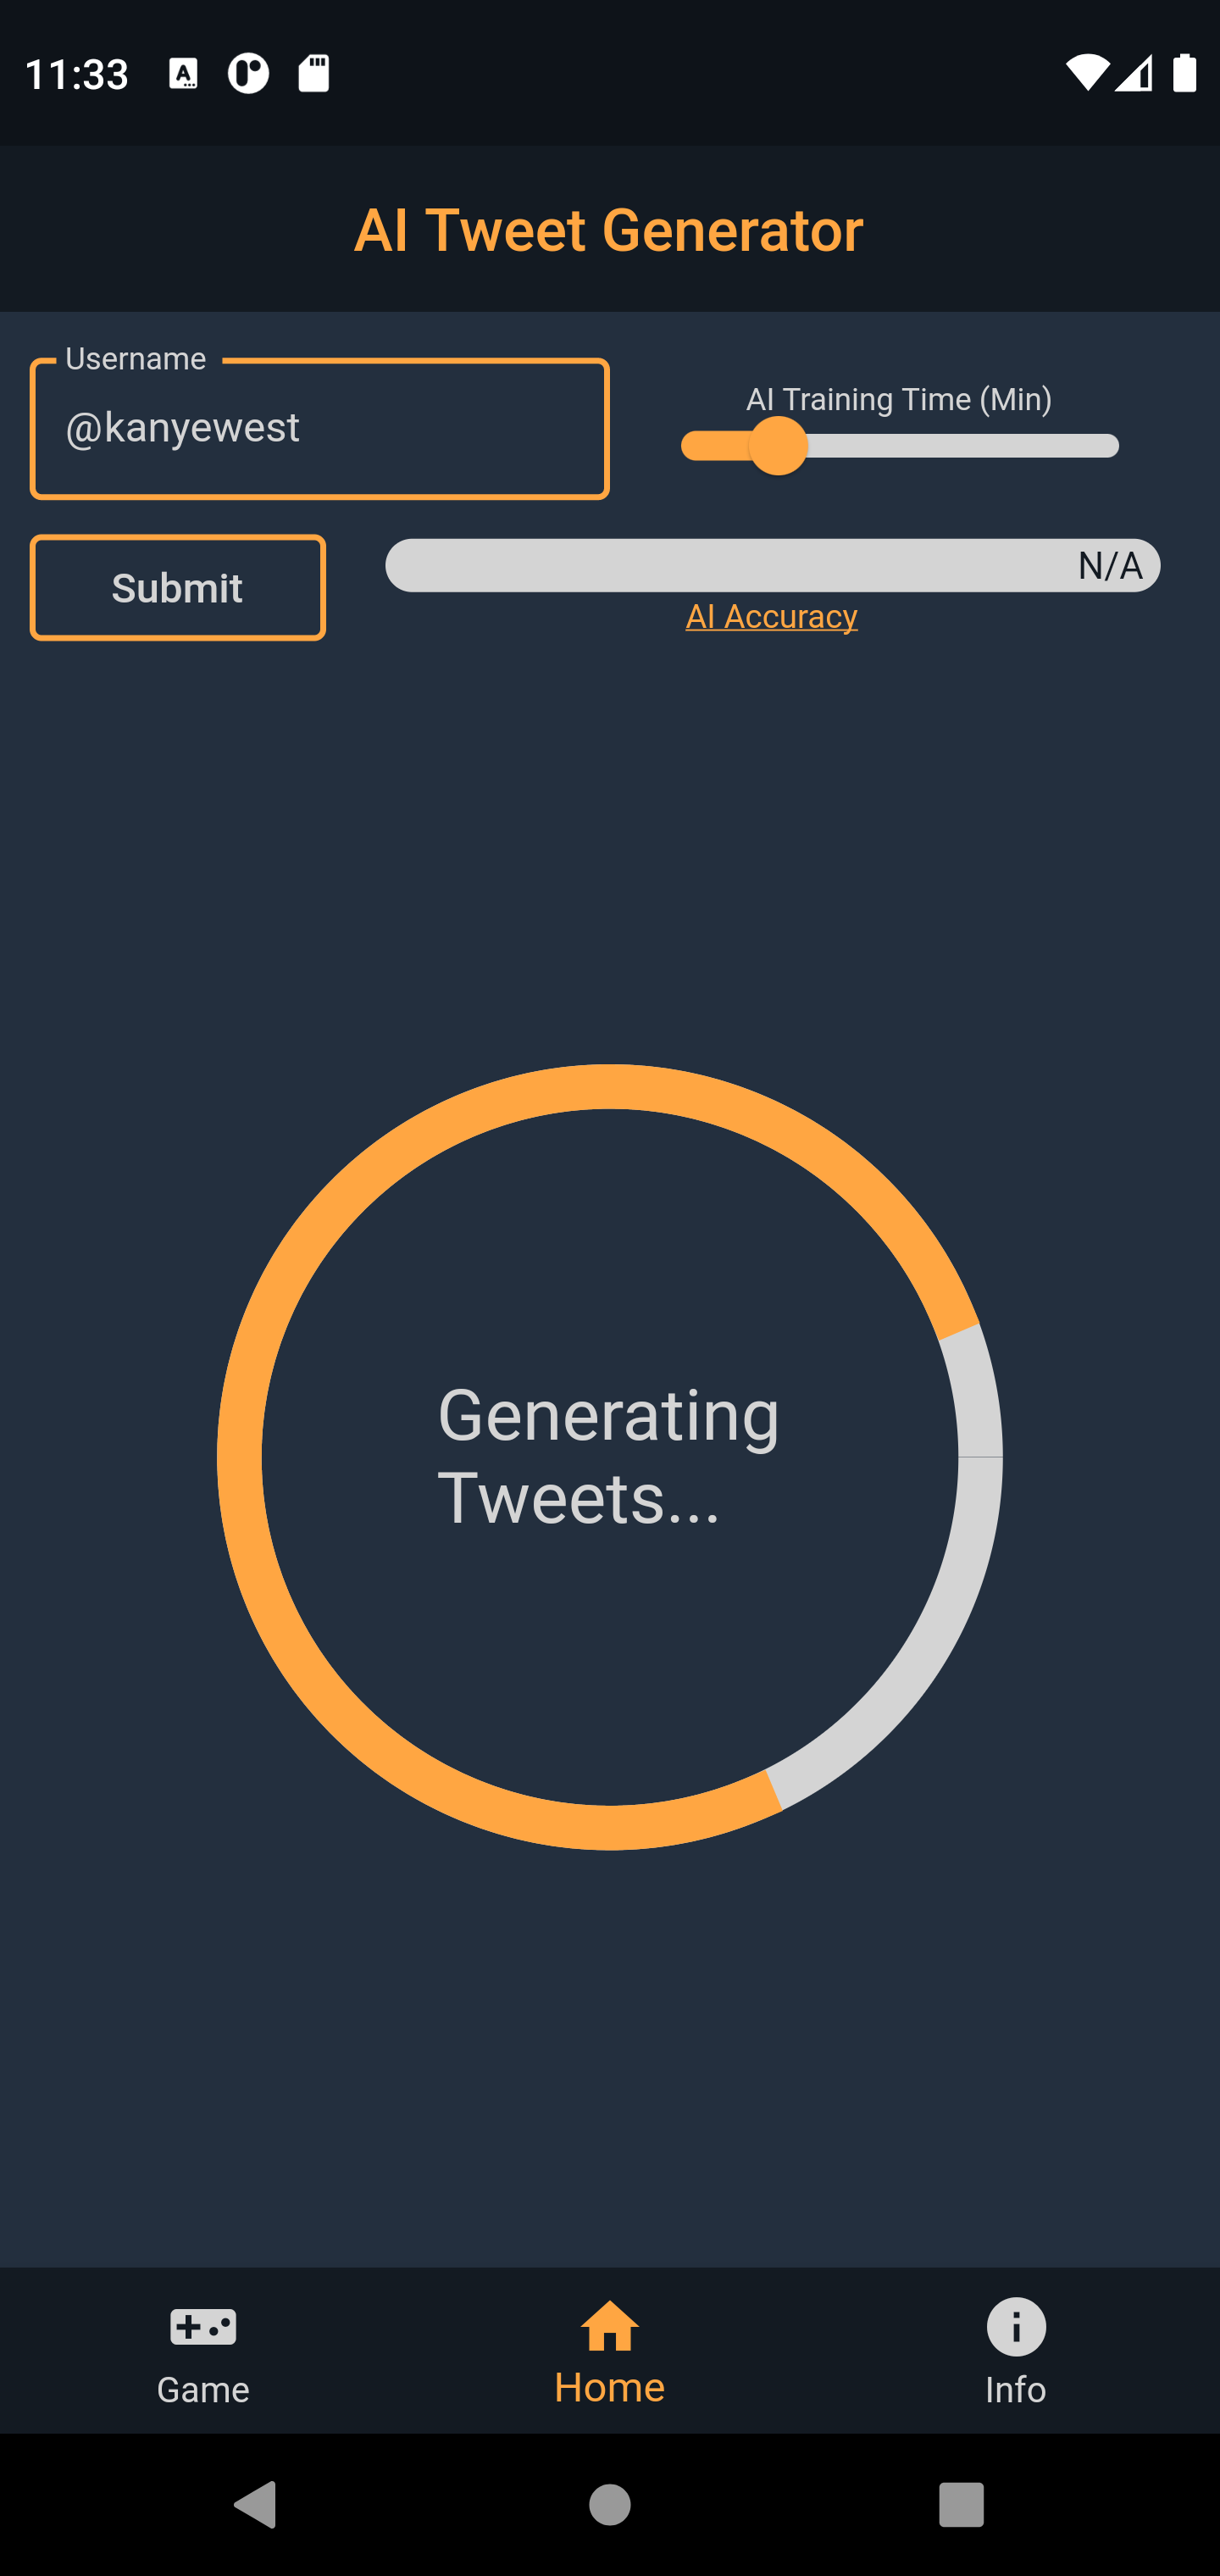 11:33
AI Tweet Generator
Username
@kanyewest
AI Training Time (Min)
Submit
N/A
AI Accuracy
Generating
Tweets...
Game
Home
Info